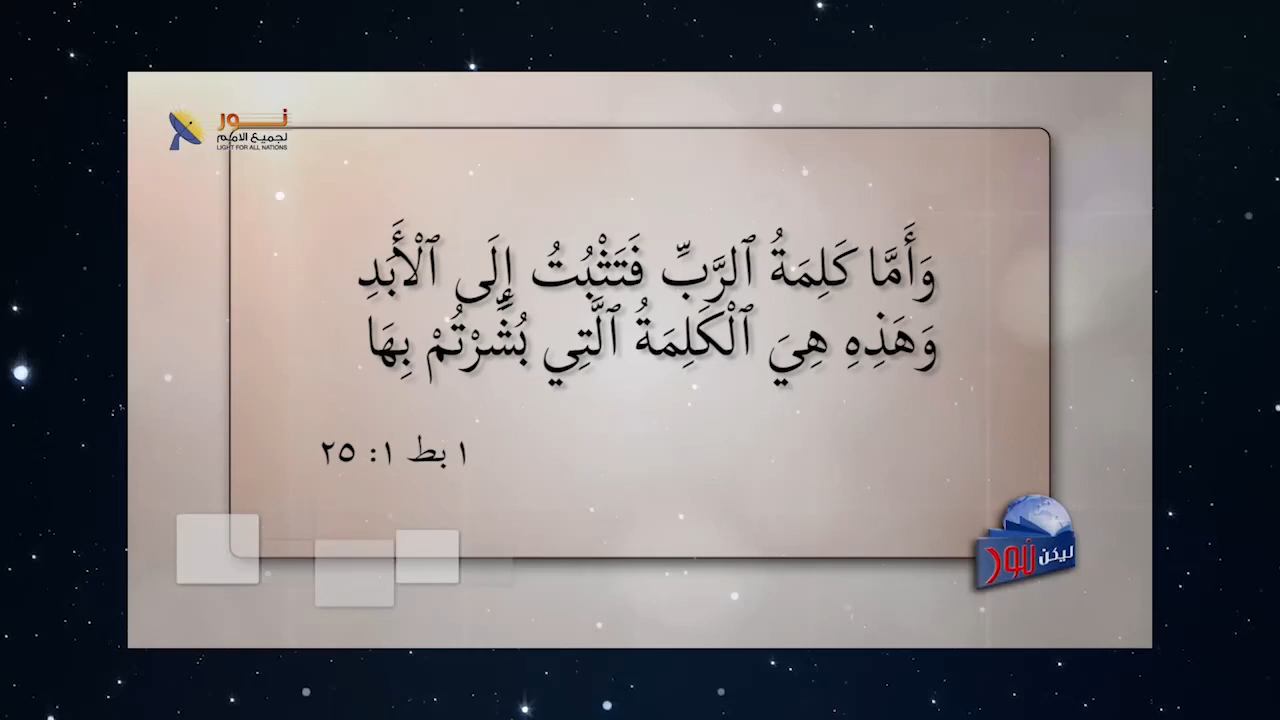 نور
لجميع الامم
LIGHT FOR ALL NATIONS
وَأَمَّا كَلِمَةُ ٱلرَّبِّ فَتَثْبُتُ إِلَى ٱلْأَبَدِ
وَهَذِهِ هِيَ ٱلْكَلِمَةُ ٱلَّتِي بُشِّرْتُمْ بِهَا
١ بط ١: ٢٥
ليكن نور